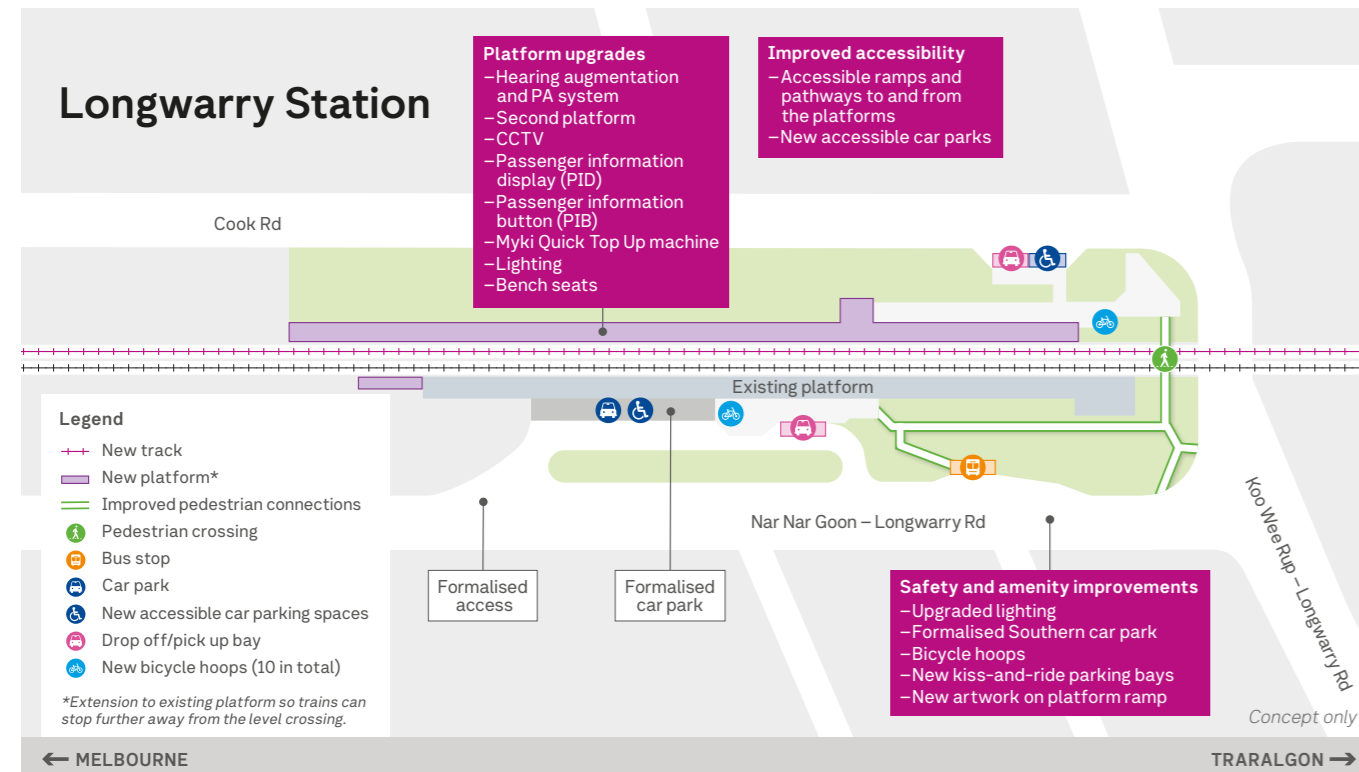 Longwarry Station
Platform upgrades
–Hearing augmentation
and PA system
–Second platform
–CCTV
–Passenger information
display (PID)
–Passenger information
button (PIB)
–Myki Quick Top Up machine
–Lighting
–Bench seats
Improved accessibility
–Accessible ramps and
pathways to and from
the platforms
–New accessible car parks
Cook Rd
Existing platform
Legend
New track
New platform*
Improved pedestrian connections
Pedestrian crossing
Bus stop
Car park
New accessible car parking spaces
Drop off/pick up bay
New bicycle hoops (10 in total)
*Extension to existing platform so trains can
stop further away from the level crossing.
Formalised
access
Formalised
car park
Nar Nar Goon – Longwarry Rd
Koo Wee Rup – Longwarry Rd
Safety and amenity improvements
–Upgraded lighting
–Formalised Southern car park
–Bicycle hoops
–New kiss-and-ride parking bays
–New artwork on platform ramp
Concept only
← MELBOURNE
TRARALGON →